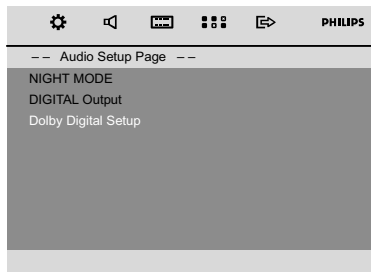 PHILIPS
-- Audio Setup Page --
NIGHT MODE
DIGITAL Output
Dolby Digital Setup